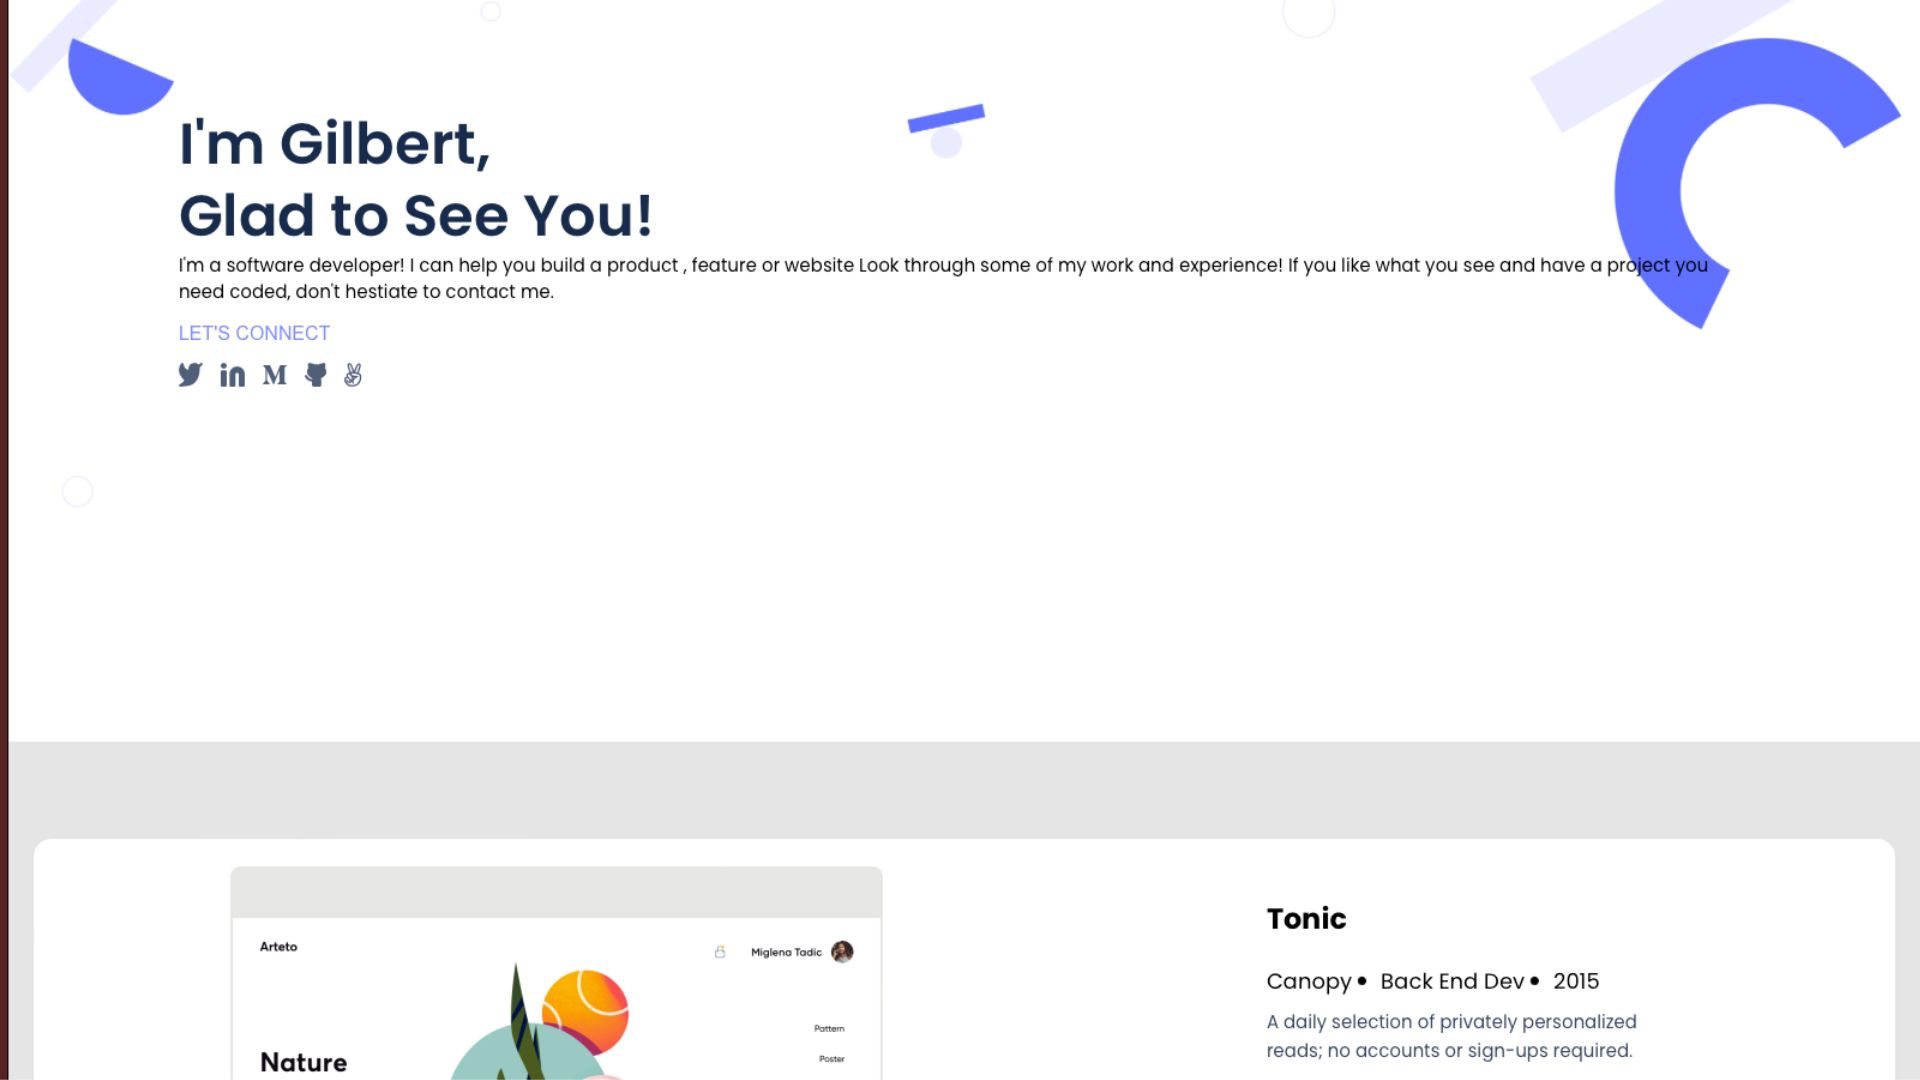 I'm Gilbert,
Glad to See You!
I'm a software developer! I can help you build a product , feature or website Look through some of my work and experience! If you like what you see and have a project you
need coded, don't hestiate to contact me.
LET'S CONNECT
Tonic
Canopy • Back End Dev • 2015
A daily selection of privately personalized
reads; no accounts or sign-ups required.
Arteto
Miglena Tadic
Pattern
Poster
Nature